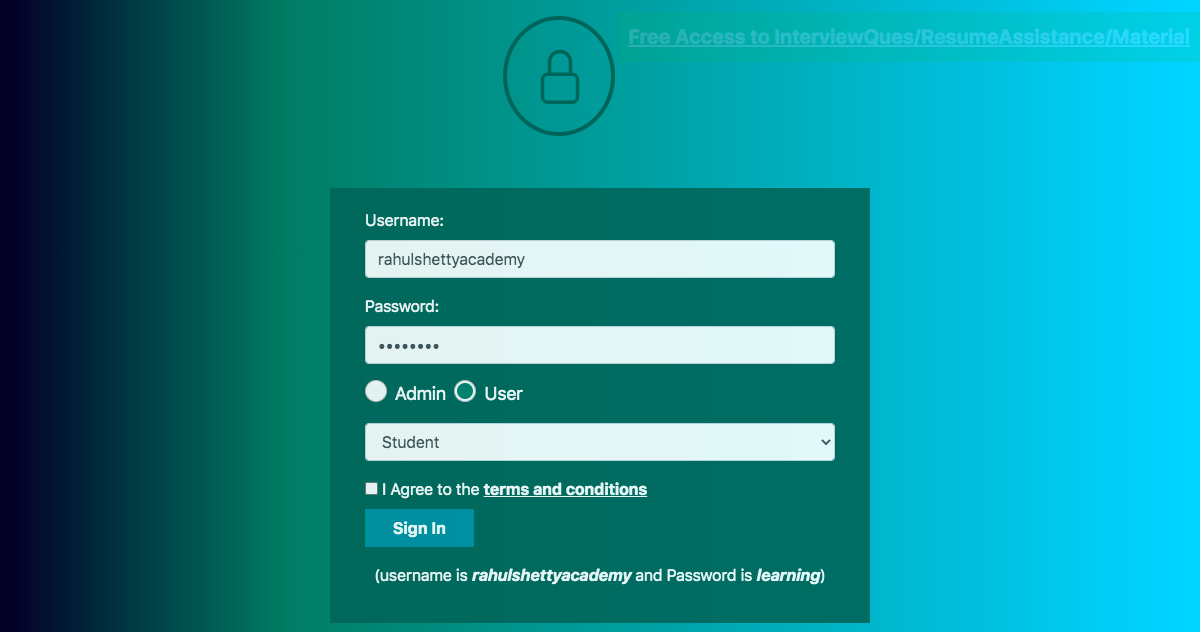 Free Access to InterviewQues/ResumeAssistance/Material
Username:
rahulshettyacademy
Password:
••••••••
Admin User
Student
I Agree to the terms and conditions
Sign In
(username is rahulshettyacademy and Password is learning)